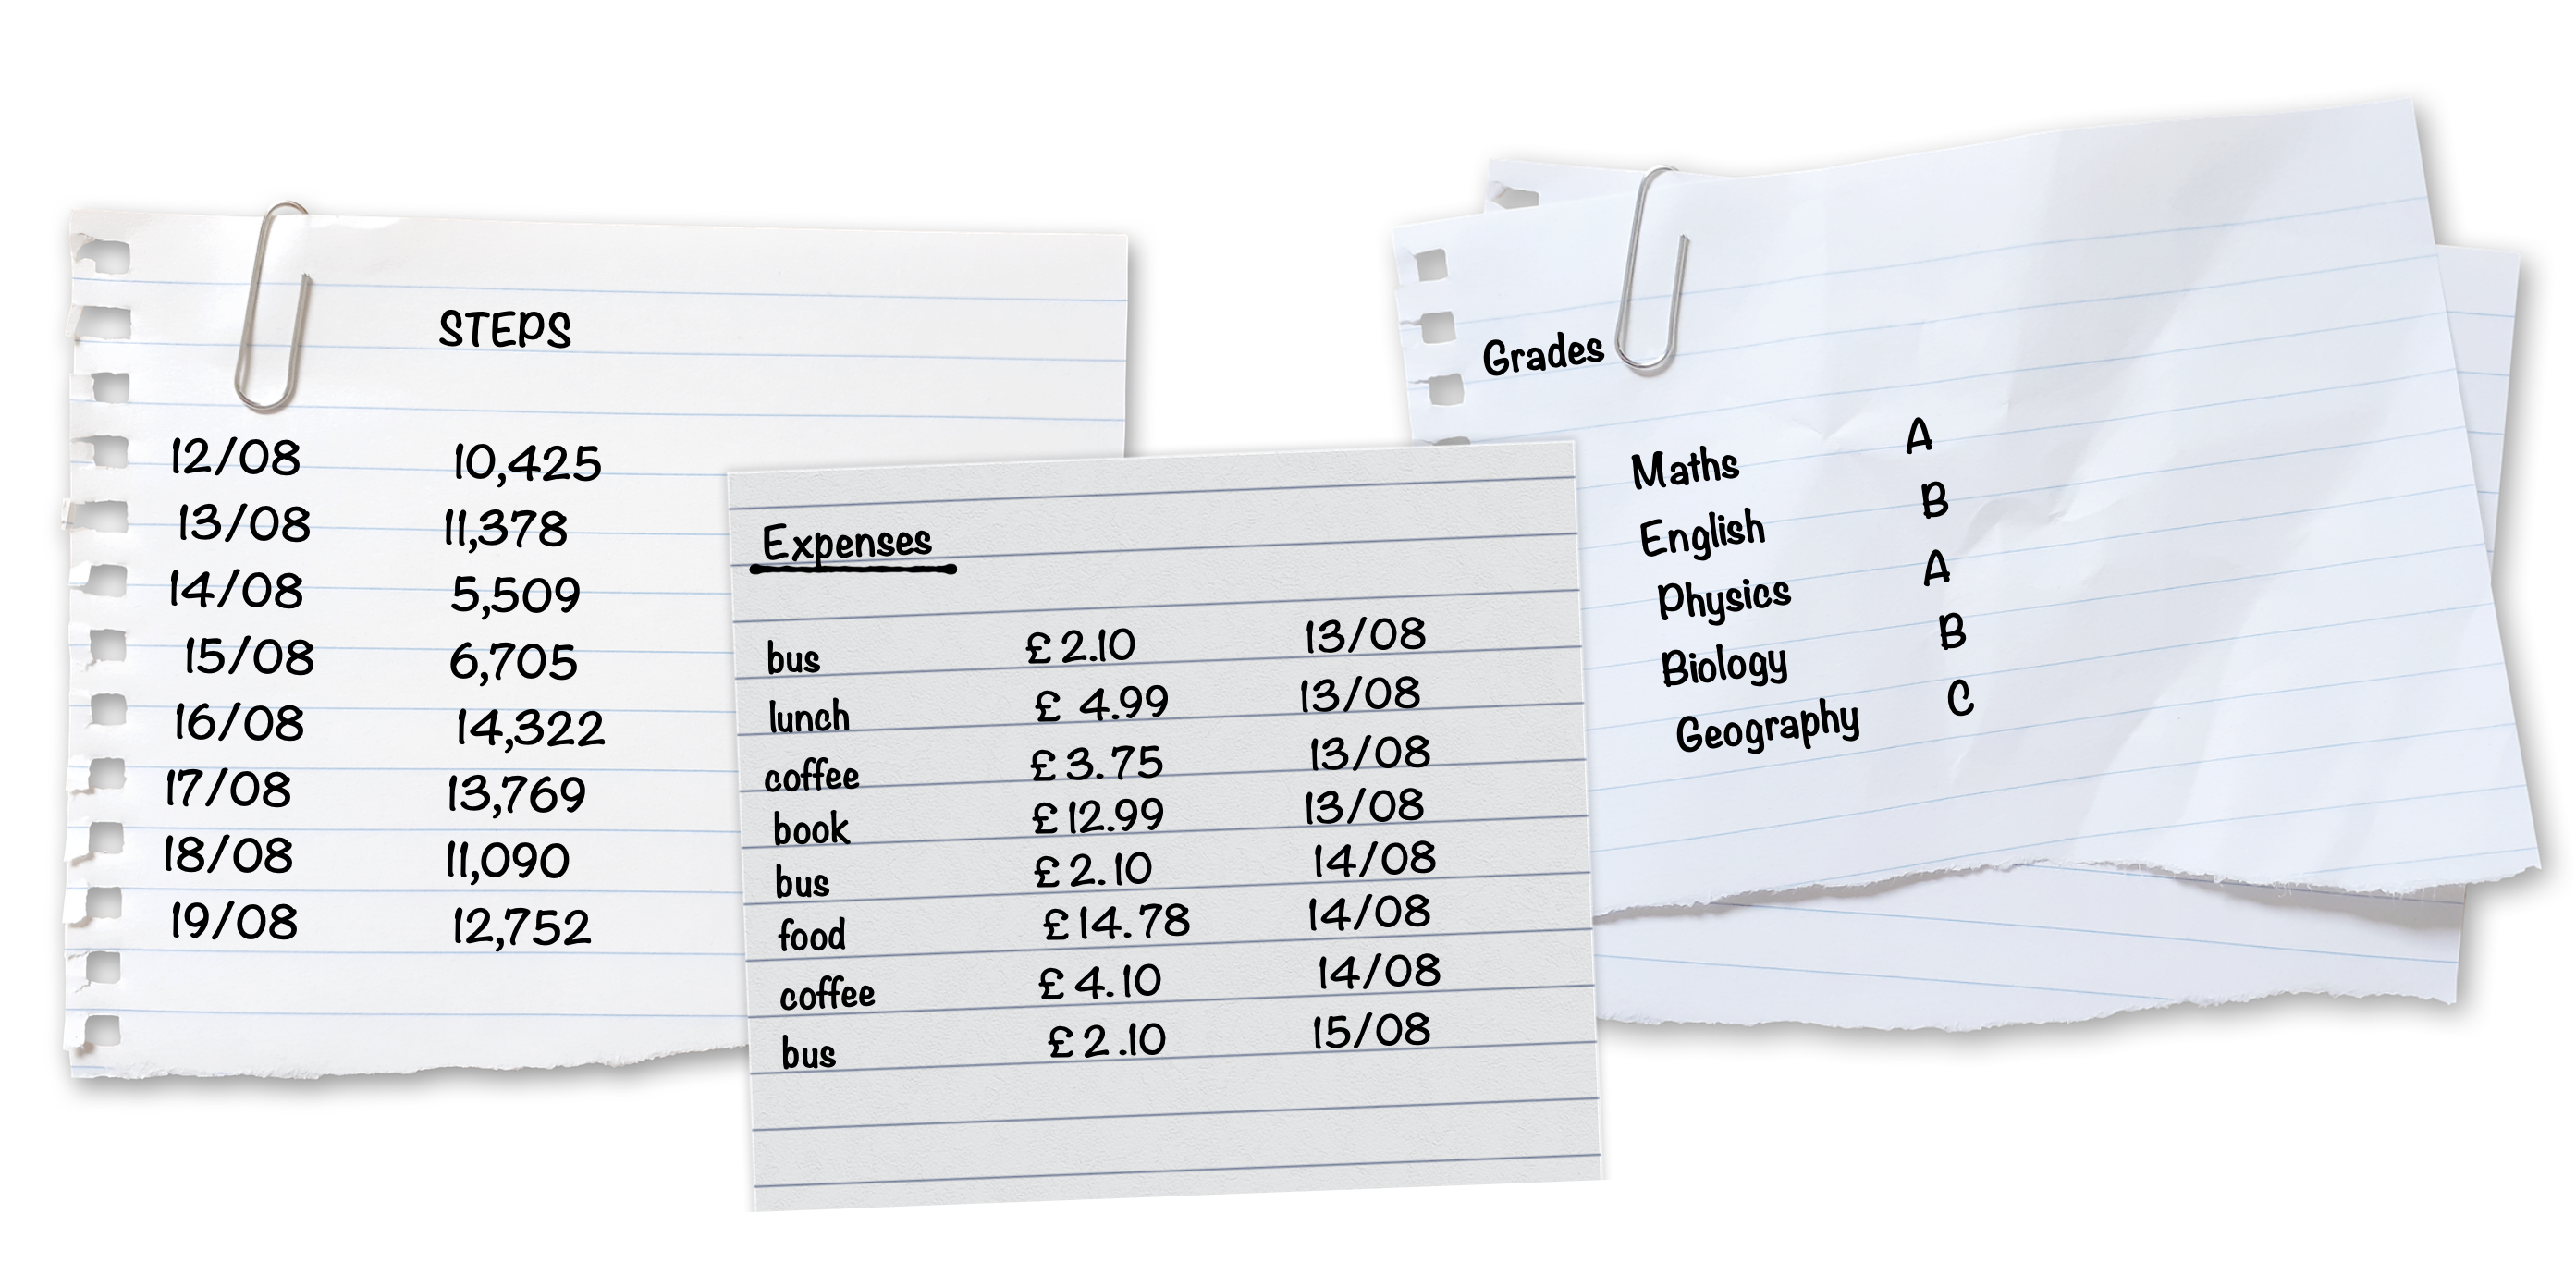 STEPS
12/08 10,425
13/08 11,378
14/08 5,509
15/08 6,705
16/08 14,322
17/08 13,769
18/08 11,090
19/08 12,752
Expenses
bus £2.10 13/08
lunch £4.99 13/08
coffee £3.75 13/08
book £12.99 13/08
bus £2.10 14/08
food £14.78 14/08
coffee £4.10 14/08
bus £2.10 15/08
Grades
Maths A
English B
Physics A
Biology B
Geography C